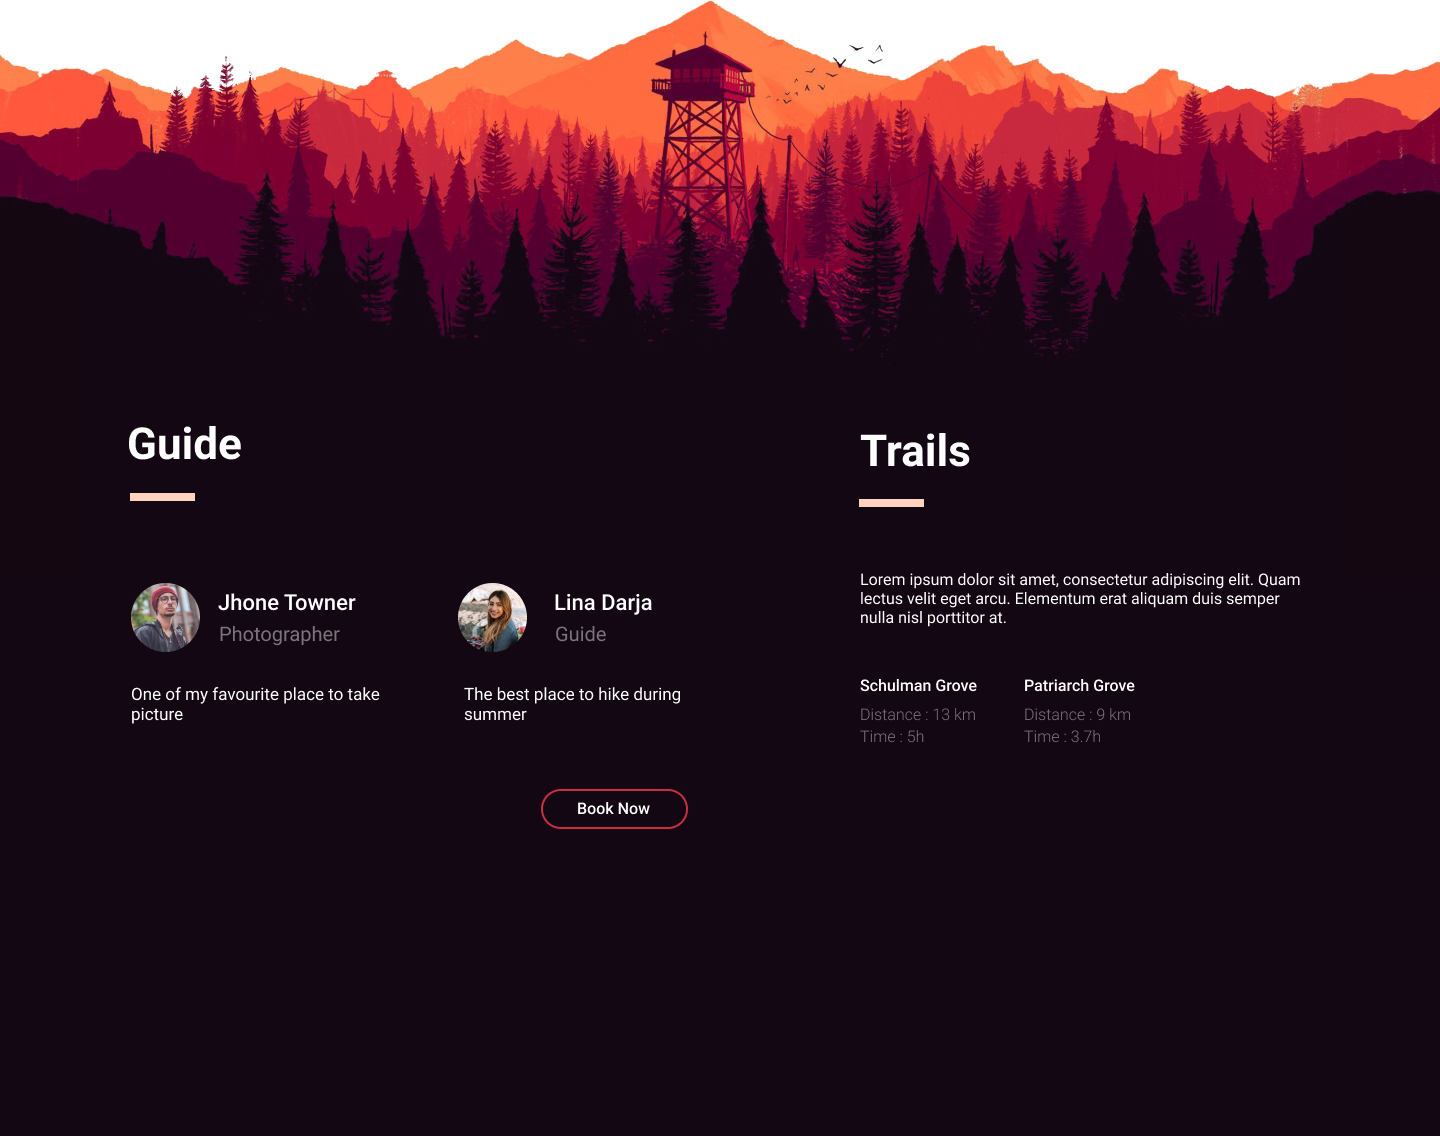 Guide
Jhone Towner
Photographer
One of my favourite place to take
picture
Lina Darja
Guide
The best place to hike during
summer
Book Now
Trails
Lorem ipsum dolor sit amet, consectetur adipiscing elit. Quam
lectus velit eget arcu. Elementum erat aliquam duis semper
nulla nisl porttitor at.
Schulman Grove
Distance : 13 km
Time : 5h
Patriarch Grove
Distance : 9 km
Time : 3.7h